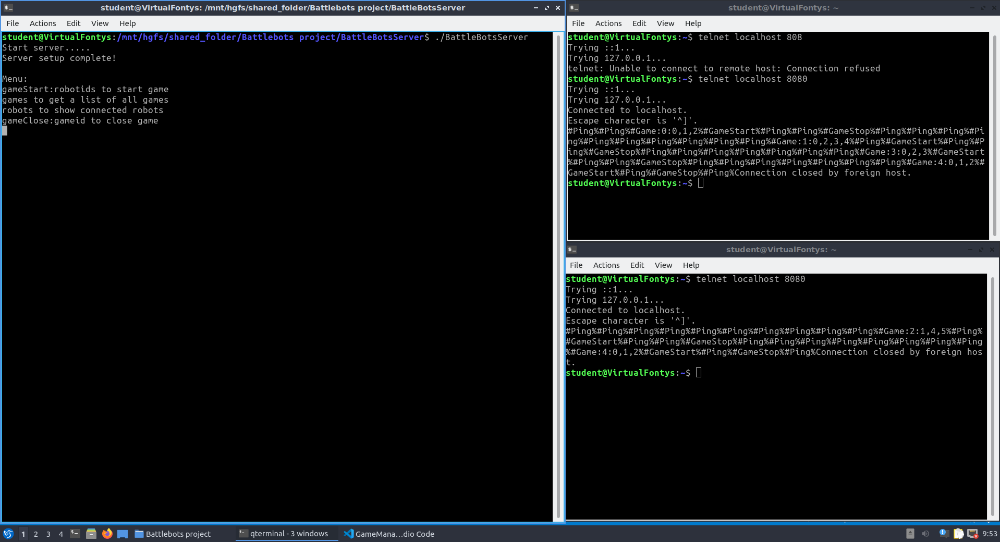 student@VirtualFontys: /mnt/hgfs/shared_folder/Battlebots project/BattleBotsServer
File Actions Edit View Help
student@VirtualFontys:/mnt/hgfs/shared_folder/Battlebots project/BattleBotsServer$ ./BattleBotsServer
Start server.....
Server setup complete!
Menu:
gameStart:robotids to start game
games to get a list of all games
robots to show connected robots
gameClose:gameid to close game
student@VirtualFontys: ~
File Actions Edit View Help
student@VirtualFontys:~$ telnet localhost 808
Trying ::1...
Trying 127.0.0.1...
telnet: Unable to connect to remote host: Connection refused
student@VirtualFontys:~$ telnet localhost 8080
Trying ::1...
Trying 127.0.0.1...
Connected to localhost.
Escape character is '^]'.
#Ping%#Ping%#Game:0:0,1,2%#GameStart%#Ping%#Ping%#GameStop%#Ping%#Ping%#Ping%#Pi
ng%#Ping%#Ping%#Ping%#Ping%#Ping%#Ping%#Game:1:0,2,3,4%#Ping%#GameStart%#Ping%#P
ing%#GameStop%#Ping%#Ping%#Ping%#Ping%#Ping%#Ping%#Ping%#Game:3:0,2,3%#GameStart
%#Ping%#Ping%#GameStop%#Ping%#Ping%#Ping%#Ping%#Ping%#Ping%#Ping%#Game:4:0,1,2%#
GameStart%#Ping%#GameStop%#Ping%Connection closed by foreign host.
student@VirtualFontys:~$
student@VirtualFontys: ~
File Actions Edit View Help
student@VirtualFontys:~$ telnet localhost 8080
Trying ::1...
Trying 127.0.0.1...
Connected to localhost.
Escape character is '^]'.
#Ping%#Ping%#Ping%#Ping%#Ping%#Ping%#Ping%#Ping%#Ping%#Ping%#Game:2:1,4,5%#Ping%
#GameStart%#Ping%#Ping%#GameStop%#Ping%#Ping%#Ping%#Ping%#Ping%#Ping%#Ping%#Ping
%#Game:4:0,1,2%#GameStart%#Ping%#GameStop%#Ping%Connection closed by foreign hos
t.
student@VirtualFontys:~$
1 2 3 4 Battlebots project qterminal - 3 windows GameMana...dio Code 9:53